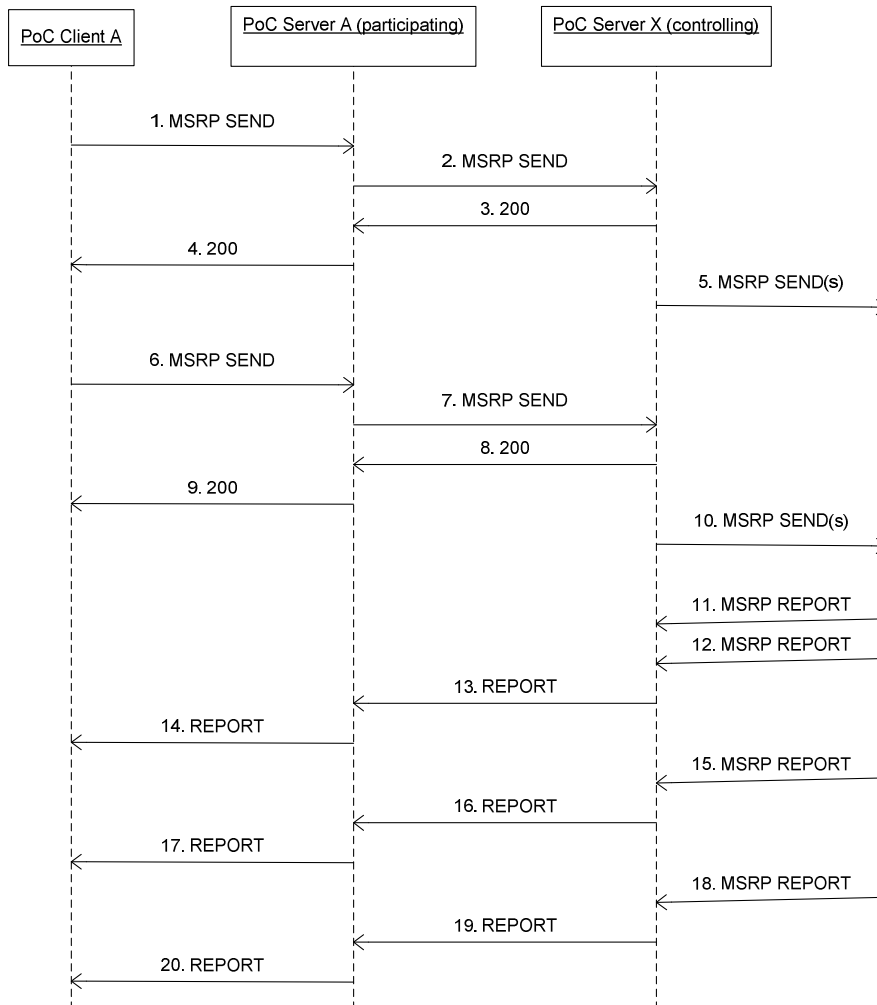 PoC Client A
PoC Server A (participating)
PoC Server X (controlling)
1. MSRP SEND
2. MSRP SEND
3. 200
4. 200
5. MSRP SEND(s)
6. MSRP SEND
7. MSRP SEND
8. 200
9. 200
10. MSRP SEND(s)
11. MSRP REPORT
12. MSRP REPORT
13. REPORT
14. REPORT
15. MSRP REPORT
16. REPORT
17. REPORT
18. MSRP REPORT
19. REPORT
20. REPORT